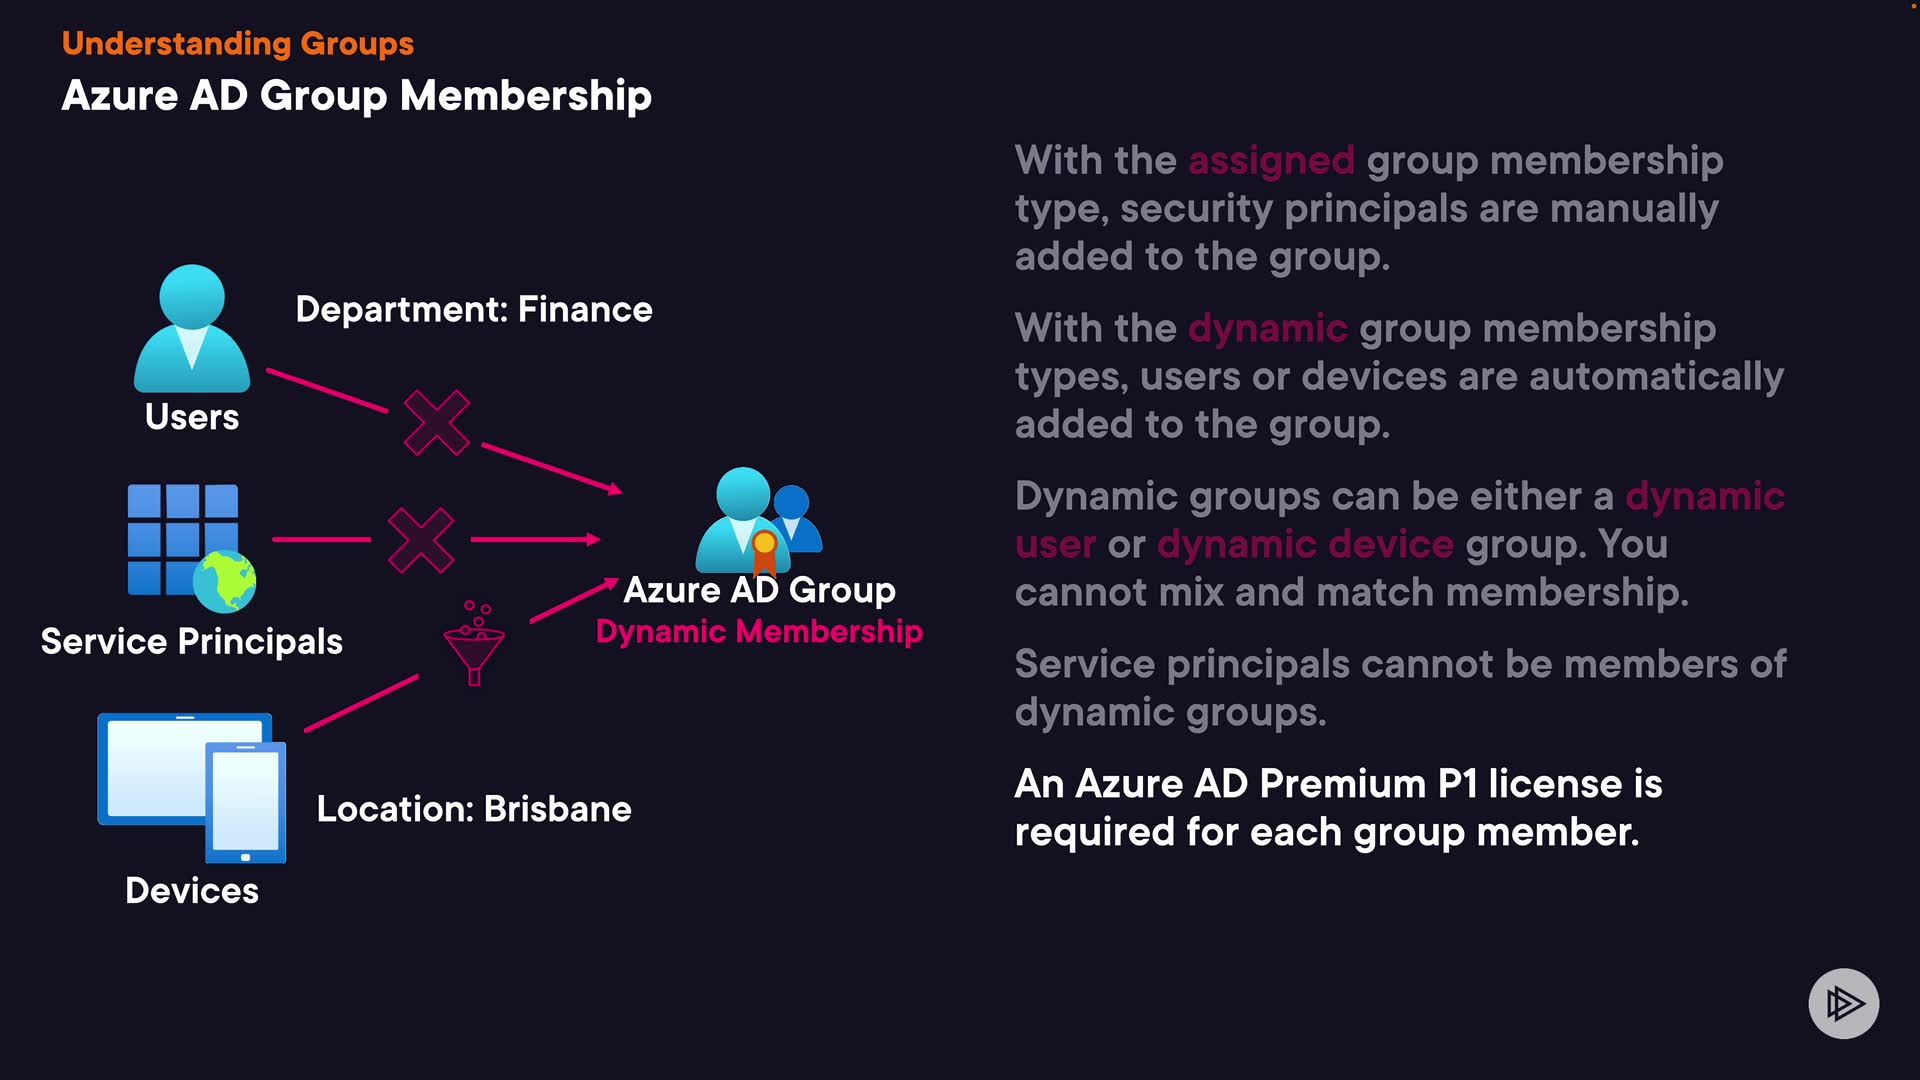 Understanding Groups
Azure AD Group Membership
Department: Finance
Users
Service Principals
Location: Brisbane
Devices
Azure AD Group
Dynamic Membership
With the assigned group membership
type, security principals are manually
added to the group.
With the dynamic group membership
types, users or devices are automatically
added to the group.
Dynamic groups can be either a dynamic
user or dynamic device group. You
cannot mix and match membership.
Service principals cannot be members of
dynamic groups.
An Azure AD Premium P1 license is
required for each group member.